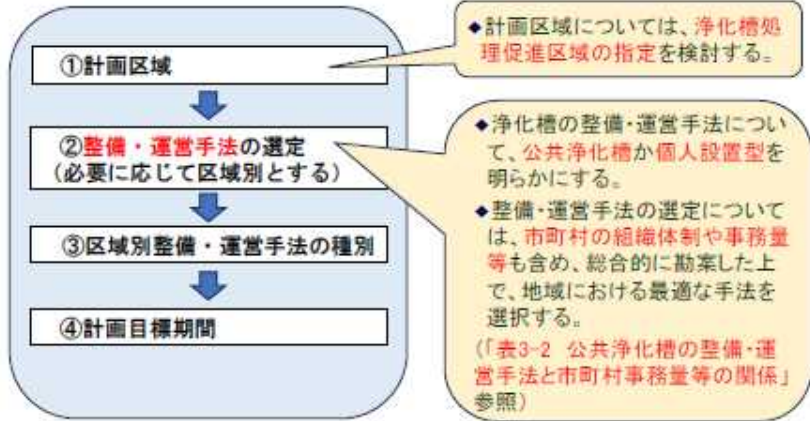 ①計画区域
②整備・運営手法の選定
(必要に応じて区域別とする)
③区域別整備・運営手法の種別
④計画目標期間
◆計画区域については、浄化槽処
理促進区域の指定を検討する。
◆浄化槽の整備・運営手法につい
て、公共浄化槽か個人設置型を
明らかにする。
◆整備・運営手法の選定について
は、市町村の組織体制や事務量
等も含め、総合的に勘案した上
で、地域における最適な手法を
選択する。
(「表3-2 公共浄化槽の整備・運
営手法と市町村事務量等の関係」
参照)